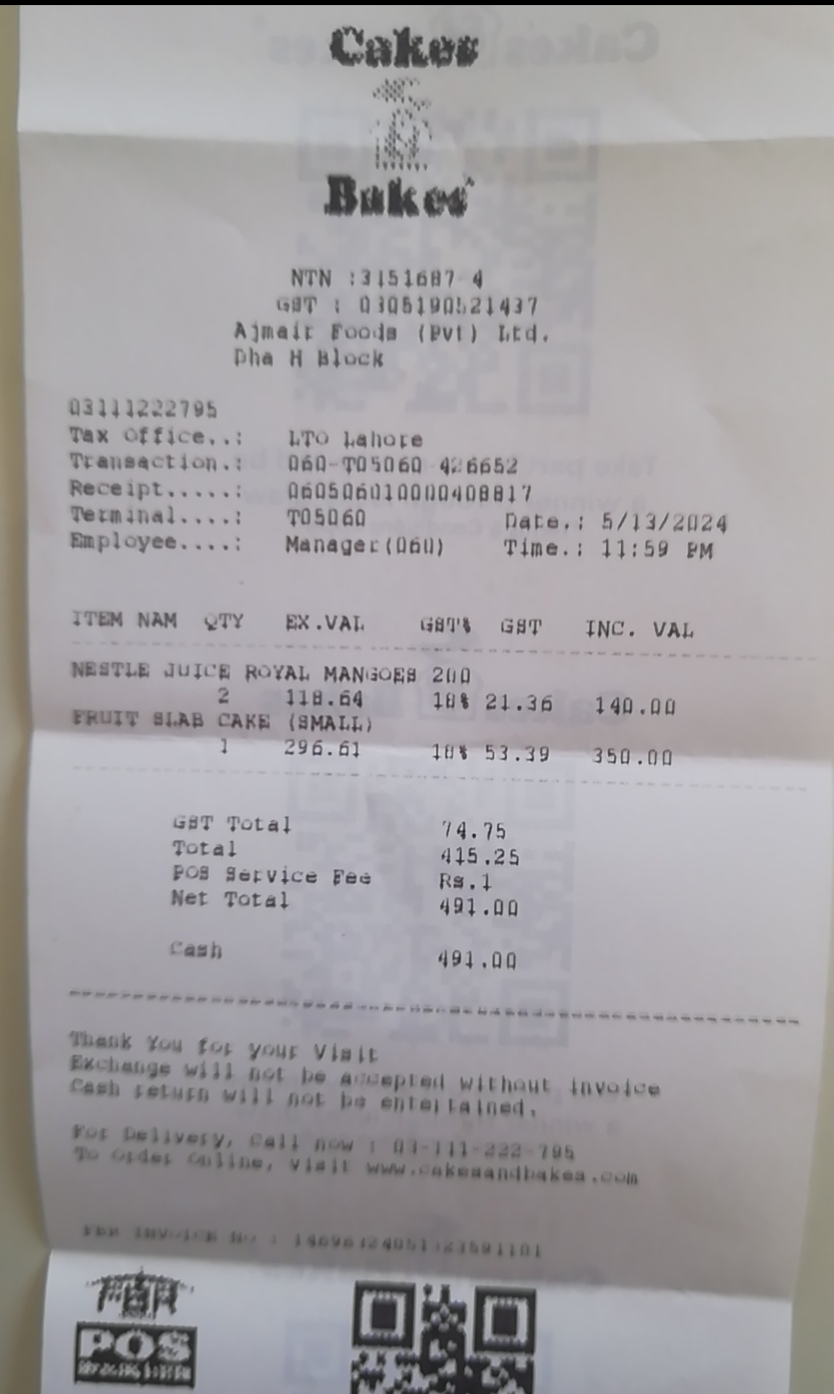 Cakes
Bakes
NTN :3151687-4
GST : 0305190521437
Ajmair Foods (Pvt) Ltd.
Dha H Block
03111222795
Tax Office..: LTO Lahore
Transaction.: 060-T05060-426652
Receipt.....: 060506010000408817
Terminal....: T05060 Date.: 5/13/2024
Employee....: Manager(060) Time.: 11:59 PM
ITEM NAM QTY EX.VAL GST% GST INC. VAL
NESTLE JUICE ROYAL MANGOES 200
2 118.64 18% 21.36 140.00
FRUIT SLAB CAKE (SMALL)
1 296.61 18% 53.39 350.00
GST Total 74.75
Total 415.25
POS Service Fee Rs.1
Net Total 491.00
Cash 491.00
Thank You for your Visit
Exchange will not be accepted without invoice
Cash return will not be entertained.
For Delivery, Call now : 03-111-222-795
To Order Online, visit www.cakesandbakes.com
FBR INVOICE No :
FBR
POS